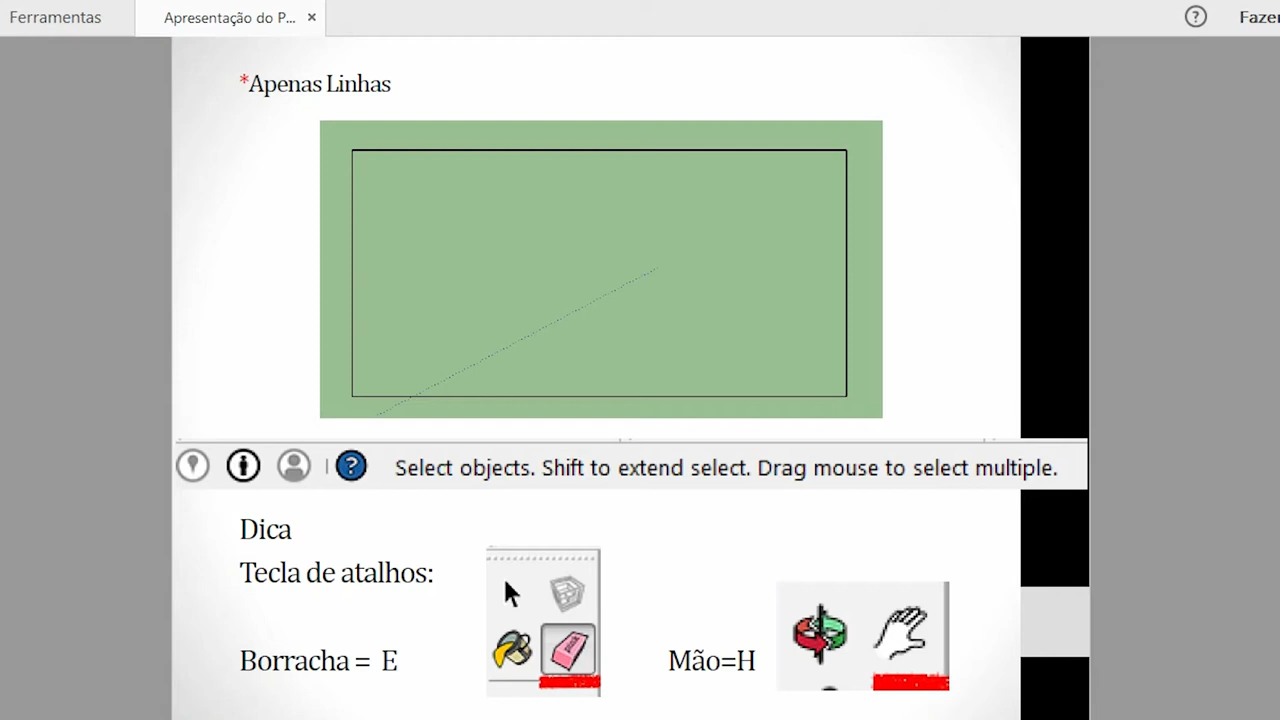 Ferramentas
Apresentação do P... ×
? Fazer
*Apenas Linhas
? Select objects. Shift to extend select. Drag mouse to select multiple.
Dica
Tecla de atalhos:
Borracha = E
Mão=H